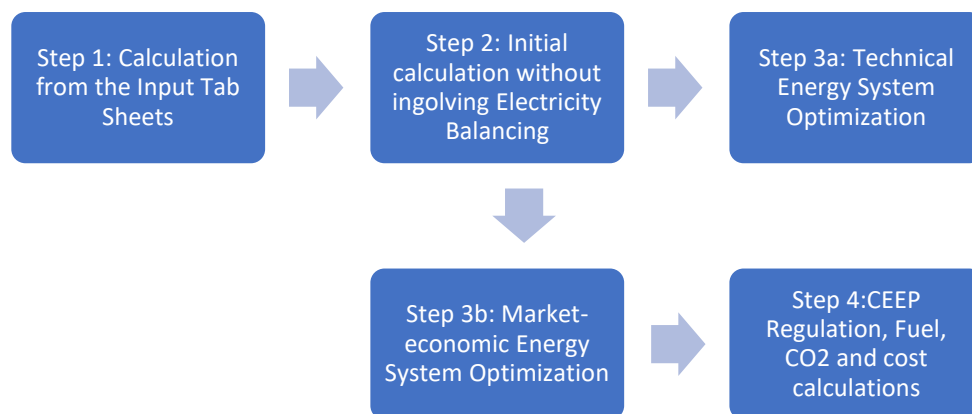 Step 1: Calculation
from the Input Tab
Sheets
Step 2: Initial
calculation without
ingolving Electricity
Balancing
Step 3a: Technical
Energy System
Optimization
Step 3b: Market-
economic Energy
System Optimization
Step 4:CEEP
Regulation, Fuel,
CO2 and cost
calculations